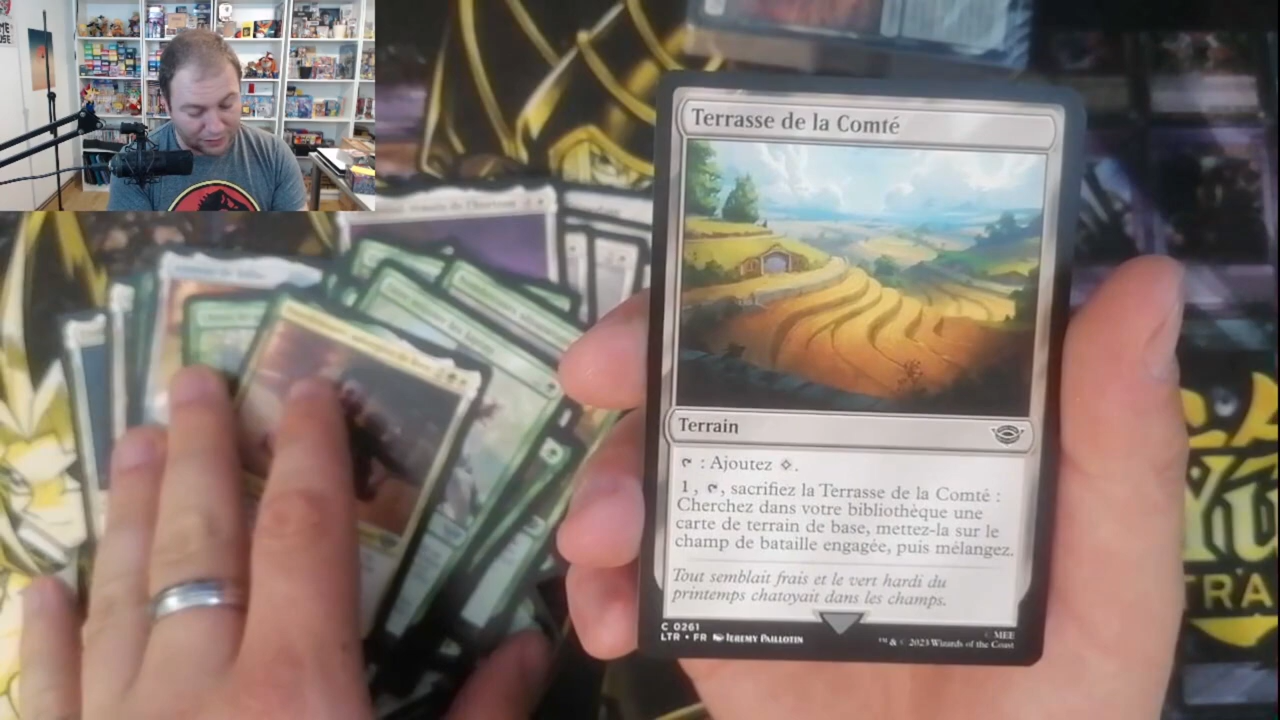 Terrasse de la Comté
Terrain
: Ajoutez
1, , sacrifiez la Terrasse de la Comté :
Cherchez dans votre bibliothèque une
carte de terrain de base, mettez-la sur le
champ de bataille engagée, puis mélangez.
Tout semblait frais et le vert hardi du
printemps chatoyait dans les champs.
C 0261
LTR • FR JEREMY PAILLOTIN
© MEE
™ & © 2023 Wizards of the Coast
TRA